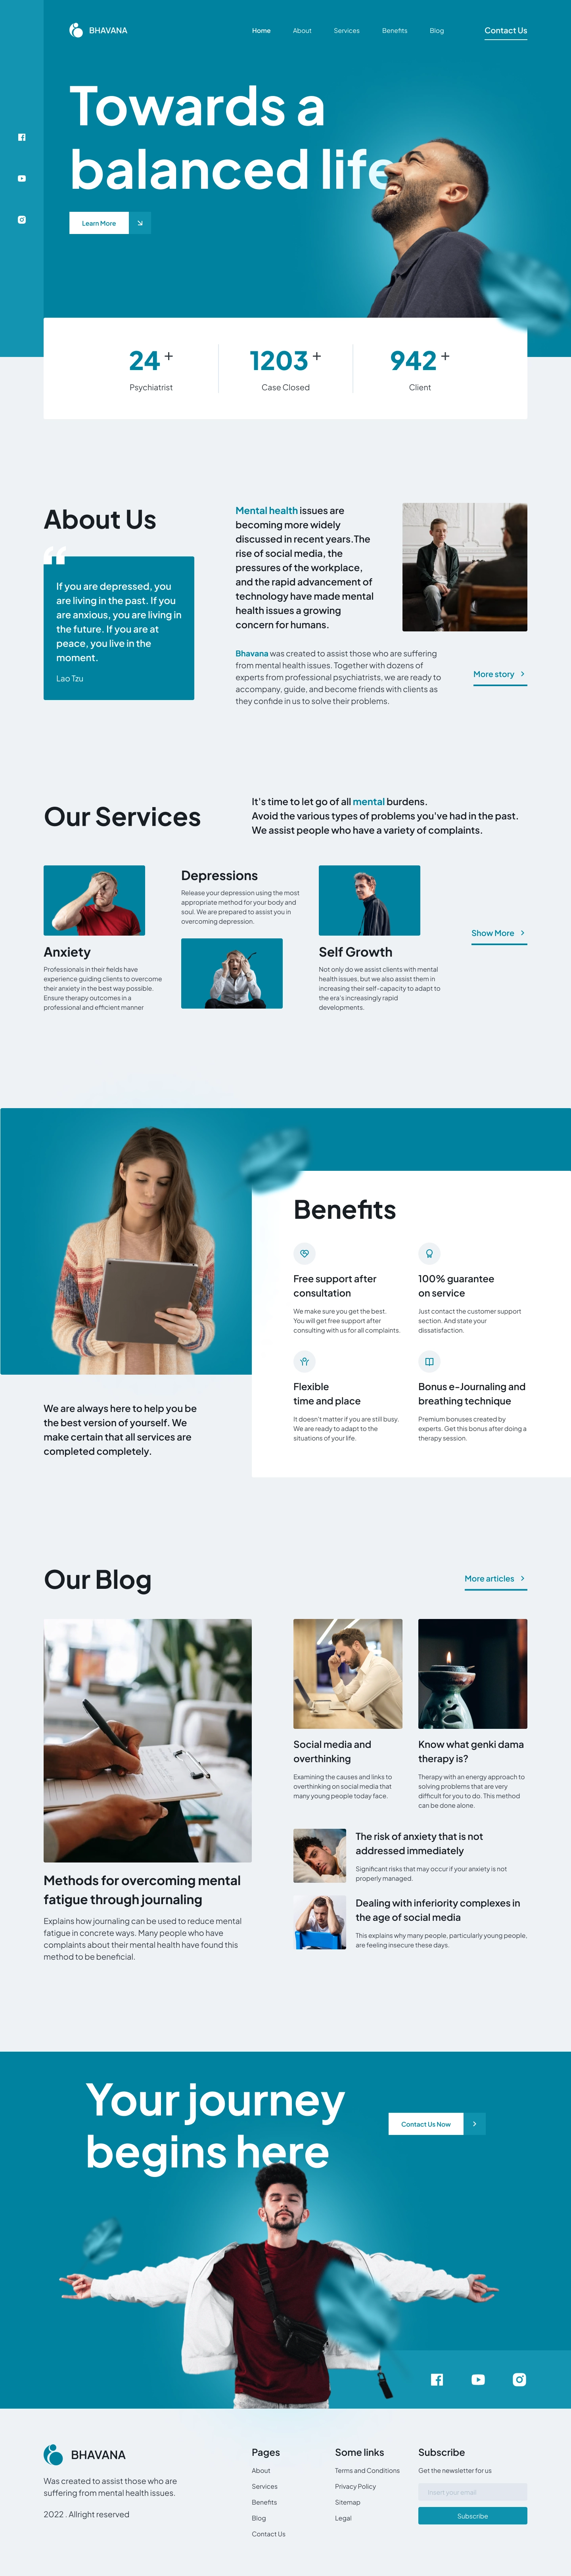 BHAVANA
Home
About
Services
Benefits
Blog
Contact Us
Towards a
balanced life
Learn More
24 +
Psychiatrist
1203 +
Case Closed
942 +
Client
About Us
“
If you are depressed, you
are living in the past. If you
are anxious, you are living in
the future. If you are at
peace, you live in the
moment.
Lao Tzu
Mental health issues are
becoming more widely
discussed in recent years.The
rise of social media, the
pressures of the workplace,
and the rapid advancement of
technology have made mental
health issues a growing
concern for humans.
Bhavana was created to assist those who are suffering
from mental health issues. Together with dozens of
experts from professional psychiatrists, we are ready to
accompany, guide, and become friends with clients as
they confide in us to solve their problems.
More story
Our Services
It's time to let go of all mental burdens.
Avoid the various types of problems you've had in the past.
We assist people who have a variety of complaints.
Anxiety
Professionals in their fields have
experience guiding clients to overcome
their anxiety in the best way possible.
Ensure therapy outcomes in a
professional and efficient manner
Depressions
Release your depression using the most
appropriate method for your body and
soul. We are prepared to assist you in
overcoming depression.
Self Growth
Not only do we assist clients with mental
health issues, but we also assist them in
increasing their self-capacity to adapt to
the era's increasingly rapid
developments.
Show More
We are always here to help you be
the best version of yourself. We
make certain that all services are
completed completely.
Benefits
Free support after
consultation
We make sure you get the best.
You will get free support after
consulting with us for all complaints.
100% guarantee
on service
Just contact the customer support
section. And state your
dissatisfaction.
Flexible
time and place
It doesn't matter if you are still busy.
We are ready to adapt to the
situations of your life.
Bonus e-Journaling and
breathing technique
Premium bonuses created by
experts. Get this bonus after doing a
therapy session.
Our Blog
More articles
Methods for overcoming mental
fatigue through journaling
Explains how journaling can be used to reduce mental
fatigue in concrete ways. Many people who have
complaints about their mental health have found this
method to be beneficial.
Social media and
overthinking
Examining the causes and links to
overthinking on social media that
many young people today face.
Know what genki dama
therapy is?
Therapy with an energy approach to
solving problems that are very
difficult for you to do. This method
can be done alone.
The risk of anxiety that is not
addressed immediately
Significant risks that may occur if your anxiety is not
properly managed.
Dealing with inferiority complexes in
the age of social media
This explains why many people, particularly young people,
are feeling insecure these days.
Your journey
begins here
Contact Us Now
BHAVANA
Was created to assist those who are
suffering from mental health issues.
2022 . Allright reserved
Pages
About
Services
Benefits
Blog
Contact Us
Some links
Terms and Conditions
Privacy Policy
Sitemap
Legal
Subscribe
Get the newsletter for us
Insert your email
Subscribe